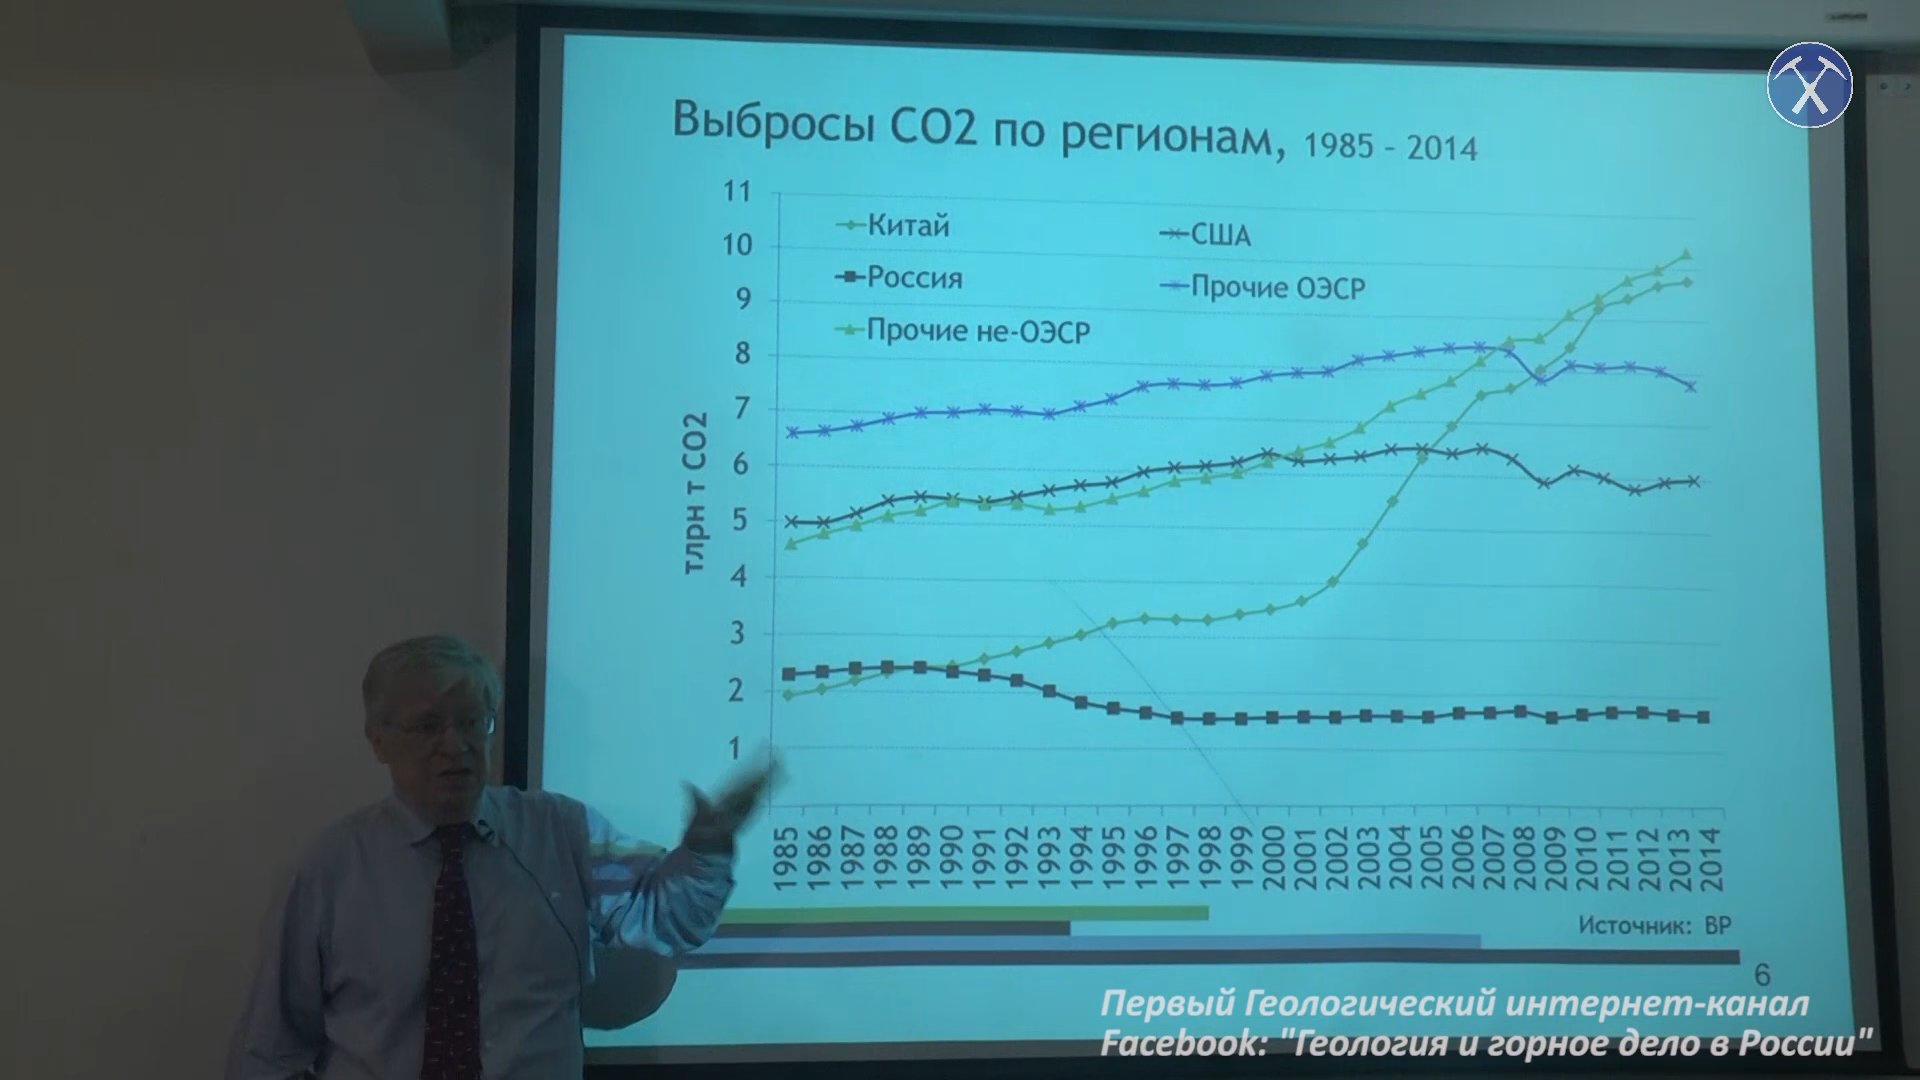 Выбросы СО2 по регионам, 1985 - 2014
11
10
9
8
7
6
5
4
3
2
1
тлрн т СО2
Китай
США
Россия
Прочие ОЭСР
Прочие не-ОЭСР
1985 1986 1987 1988 1989 1990 1991 1992 1993 1994 1995 1996 1997 1998 1999 2000 2001 2002 2003 2004 2005 2006 2007 2008 2009 2010 2011 2012 2013 2014
Источник: BP
6
Первый Геологический интернет-канал
Facebook: "Геология и горное дело в России"